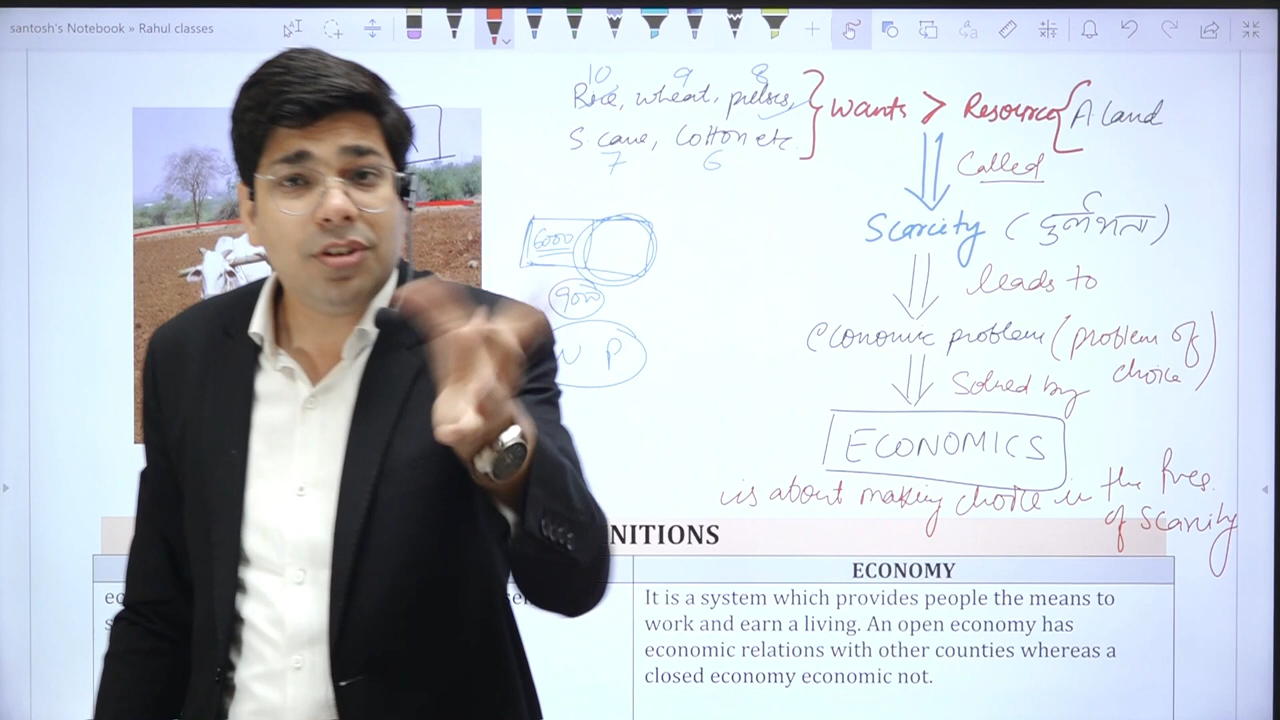 santosh's Notebook » Rahul classes
10 9 8
Rice, wheat, pulses,
S. cane, Cotton etc.
7 6
Wants > Resource { A. Land
Called
Scarcity (
6000
900
leads to
N P
economic problem (problem of choice)
Solved by
ECONOMICS
is about making choice in the Pres.
of Scarcity
NITIONS
ECONOMY
ec
It is a system which provides people the means to
work and earn a living. An open economy has
economic relations with other counties whereas a
closed economy economic not.